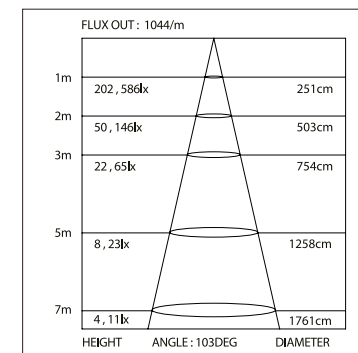 FLUX OUT : 1044/m
1m
202 , 586lx 251cm
2m
50 , 146lx 503cm
3m
22 , 65lx 754cm
5m
8 , 23lx 1258cm
7m
4 , 11lx 1761cm
HEIGHT ANGLE : 103DEG DIAMETER